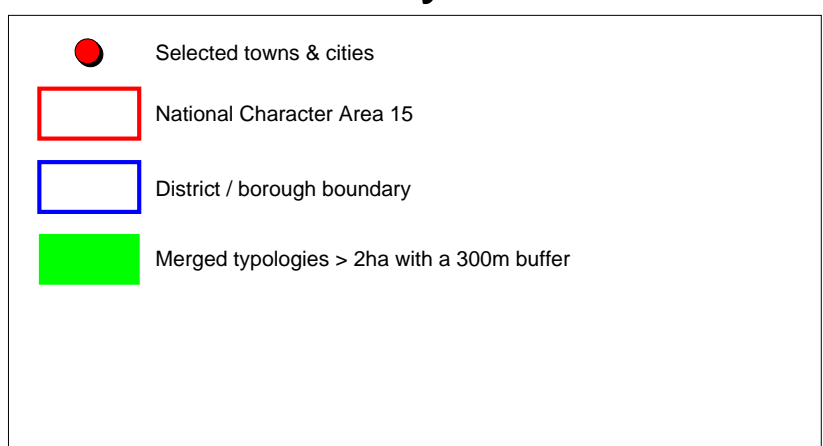 Selected towns & cities
National Character Area 15
District / borough boundary
Merged typologies > 2ha with a 300m buffer